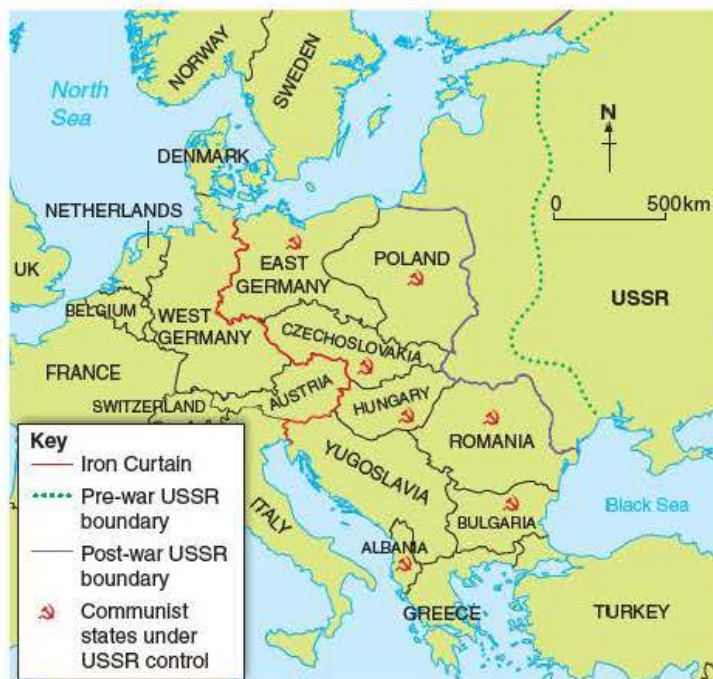 NORWAY
SWEDEN
North
Sea
N
DENMARK
0 500km
NETHERLANDS
UK
EAST
GERMANY
POLAND
USSR
BELGIUM
WEST
GERMANY
CZECHOSLOVAKIA
FRANCE
AUSTRIA
SWITZERLAND
HUNGARY
ROMANIA
YUGOSLAVIA
ITALY
BULGARIA
Black Sea
ALBANIA
GREECE
TURKEY
Key
Iron Curtain
Pre-war USSR
boundary
Post-war USSR
boundary
Communist
states under
USSR control